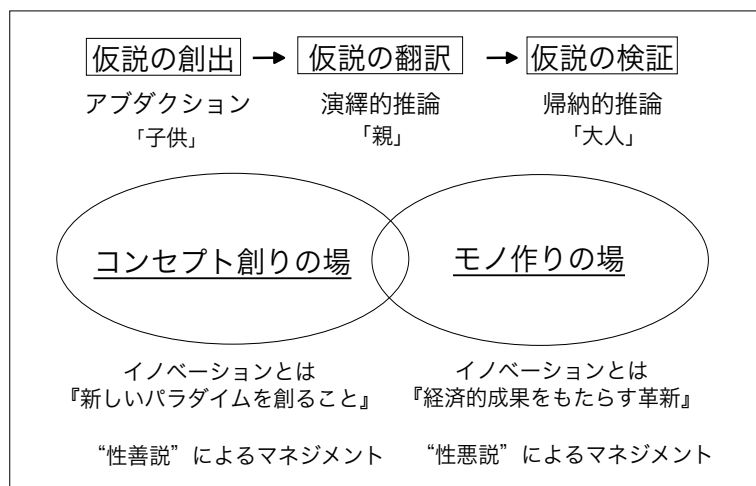 仮説の創出 → 仮説の翻訳 → 仮説の検証
アブダクション 演繹的推論 帰納的推論
「子供」 「親」 「大人」
コンセプト創りの場 モノ作りの場
イノベーションとは イノベーションとは
『新しいパラダイムを創ること』 『経済的成果をもたらす革新』
“性善説”によるマネジメント “性悪説”によるマネジメント